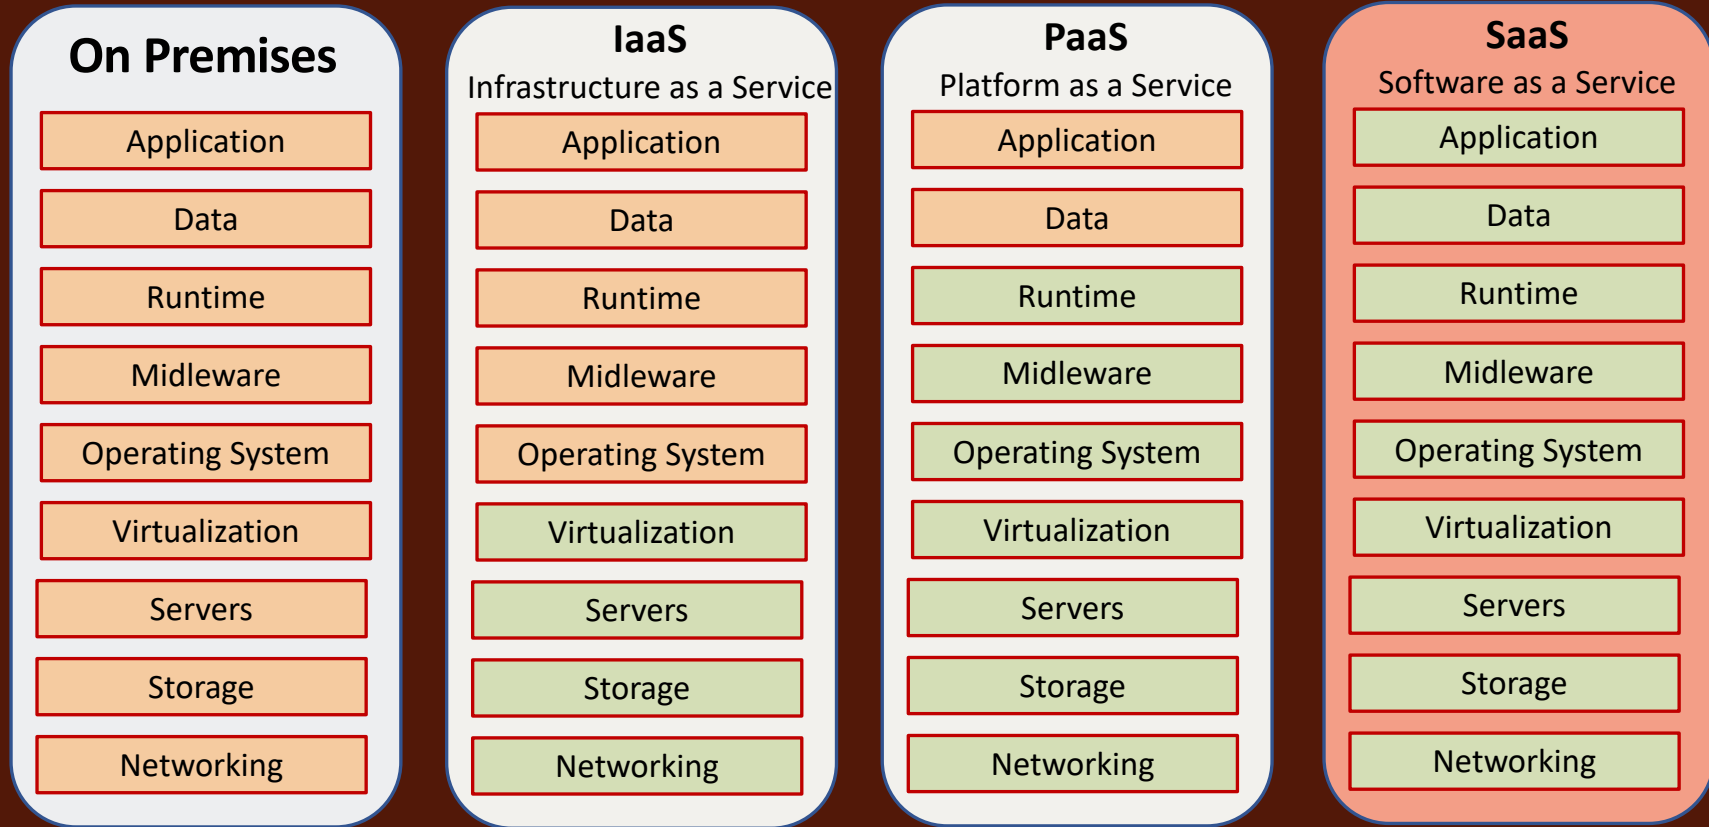 On Premises
Application
Data
Runtime
Midleware
Operating System
Virtualization
Servers
Storage
Networking
IaaS
Infrastructure as a Service
Application
Data
Runtime
Midleware
Operating System
Virtualization
Servers
Storage
Networking
PaaS
Platform as a Service
Application
Data
Runtime
Midleware
Operating System
Virtualization
Servers
Storage
Networking
SaaS
Software as a Service
Application
Data
Runtime
Midleware
Operating System
Virtualization
Servers
Storage
Networking